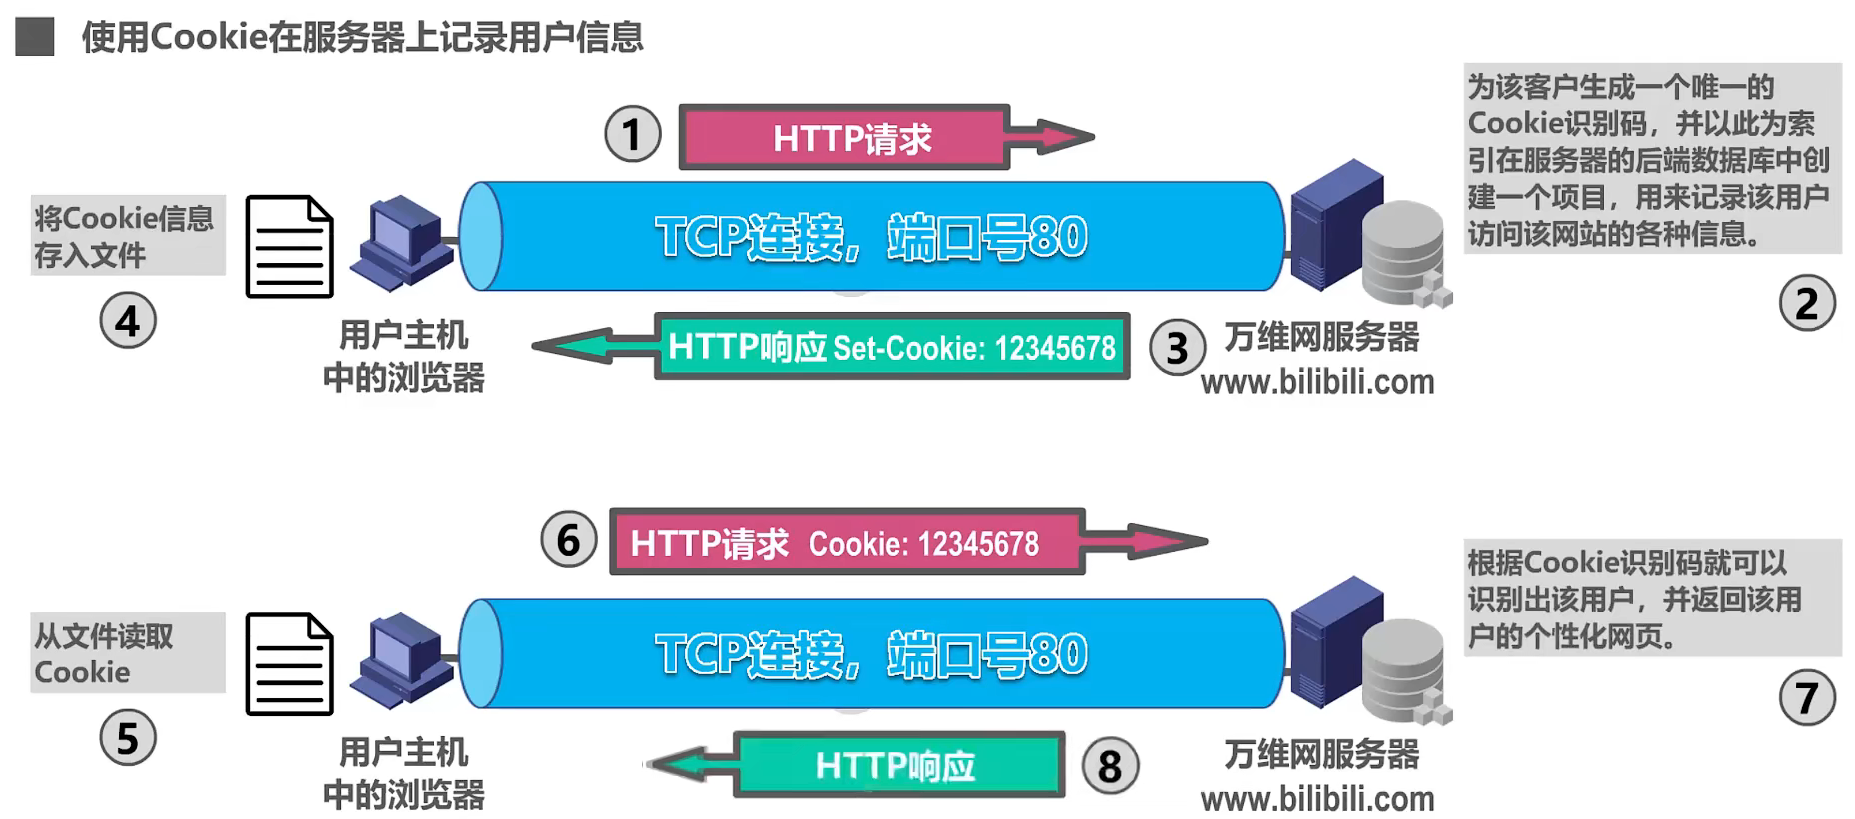 使用Cookie在服务器上记录用户信息
1
HTTP请求
为该客户生成一个唯一的
Cookie识别码，并以此为索
引在服务器的后端数据库中创
建一个项目，用来记录该用户
访问该网站的各种信息。
2
将Cookie信息
存入文件
4
TCP连接，端口号80
用户主机
中的浏览器
HTTP响应 Set-Cookie: 12345678
3
万维网服务器
www.bilibili.com
6
HTTP请求 Cookie: 12345678
根据Cookie识别码就可以
识别出该用户，并返回该用
户的个性化网页。
7
从文件读取
Cookie
5
TCP连接，端口号80
用户主机
中的浏览器
HTTP响应
8
万维网服务器
www.bilibili.com